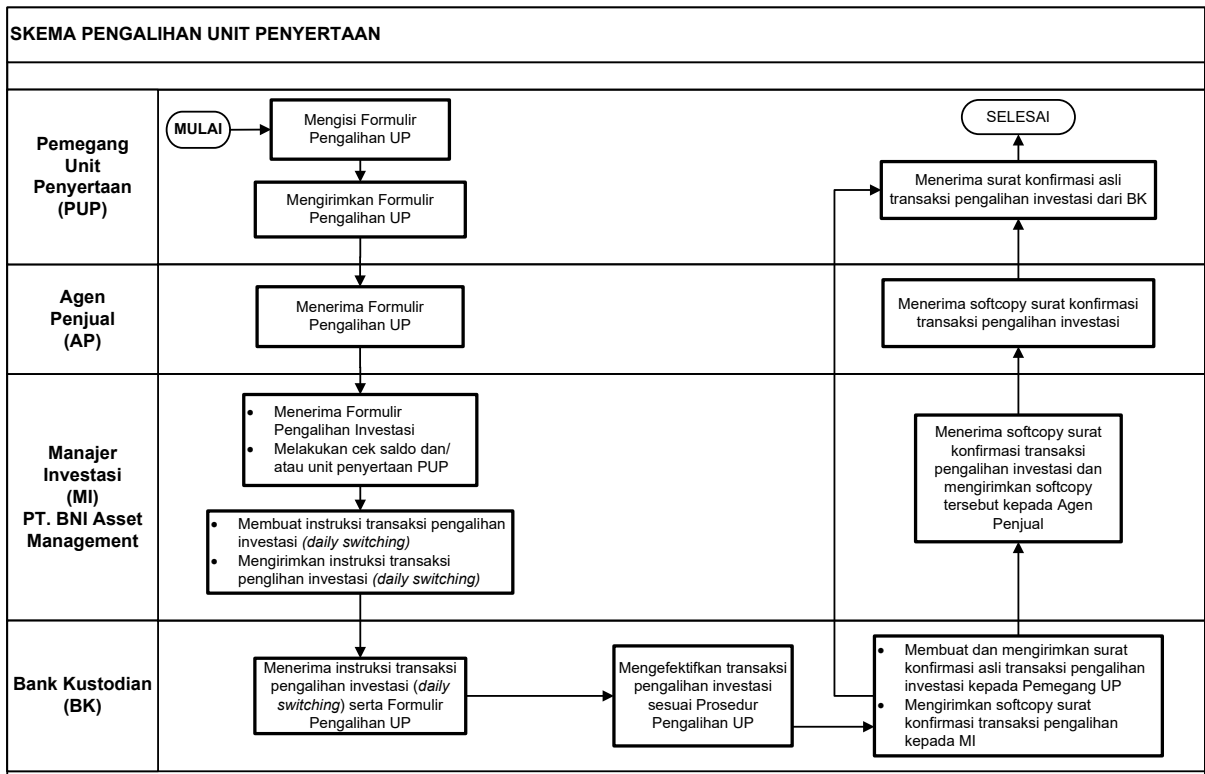 SKEMA PENGALIHAN UNIT PENYERTAAN
Pemegang
Unit
Penyertaan
(PUP)
MULAI
Mengisi Formulir
Pengalihan UP
Mengirimkan Formulir
Pengalihan UP
SELESAI
Menerima surat konfirmasi asli
transaksi pengalihan investasi dari BK
Agen
Penjual
(AP)
Menerima Formulir
Pengalihan UP
Menerima softcopy surat konfirmasi
transaksi pengalihan investasi
Manajer
Investasi
(MI)
PT. BNI Asset
Management
• Menerima Formulir
Pengalihan Investasi
• Melakukan cek saldo dan/
atau unit penyertaan PUP
• Membuat instruksi transaksi pengalihan
investasi (daily switching)
• Mengirimkan instruksi transaksi
penglihan investasi (daily switching)
Menerima softcopy surat
konfirmasi transaksi
pengalihan investasi dan
mengirimkan softcopy
tersebut kepada Agen
Penjual
Bank Kustodian
(BK)
Menerima instruksi transaksi
pengalihan investasi (daily
switching) serta Formulir
Pengalihan UP
Mengefektifkan transaksi
pengalihan investasi
sesuai Prosedur
Pengalihan UP
• Membuat dan mengirimkan surat
konfirmasi asli transaksi pengalihan
investasi kepada Pemegang UP
• Mengirimkan softcopy surat
konfirmasi transaksi pengalihan
kepada MI